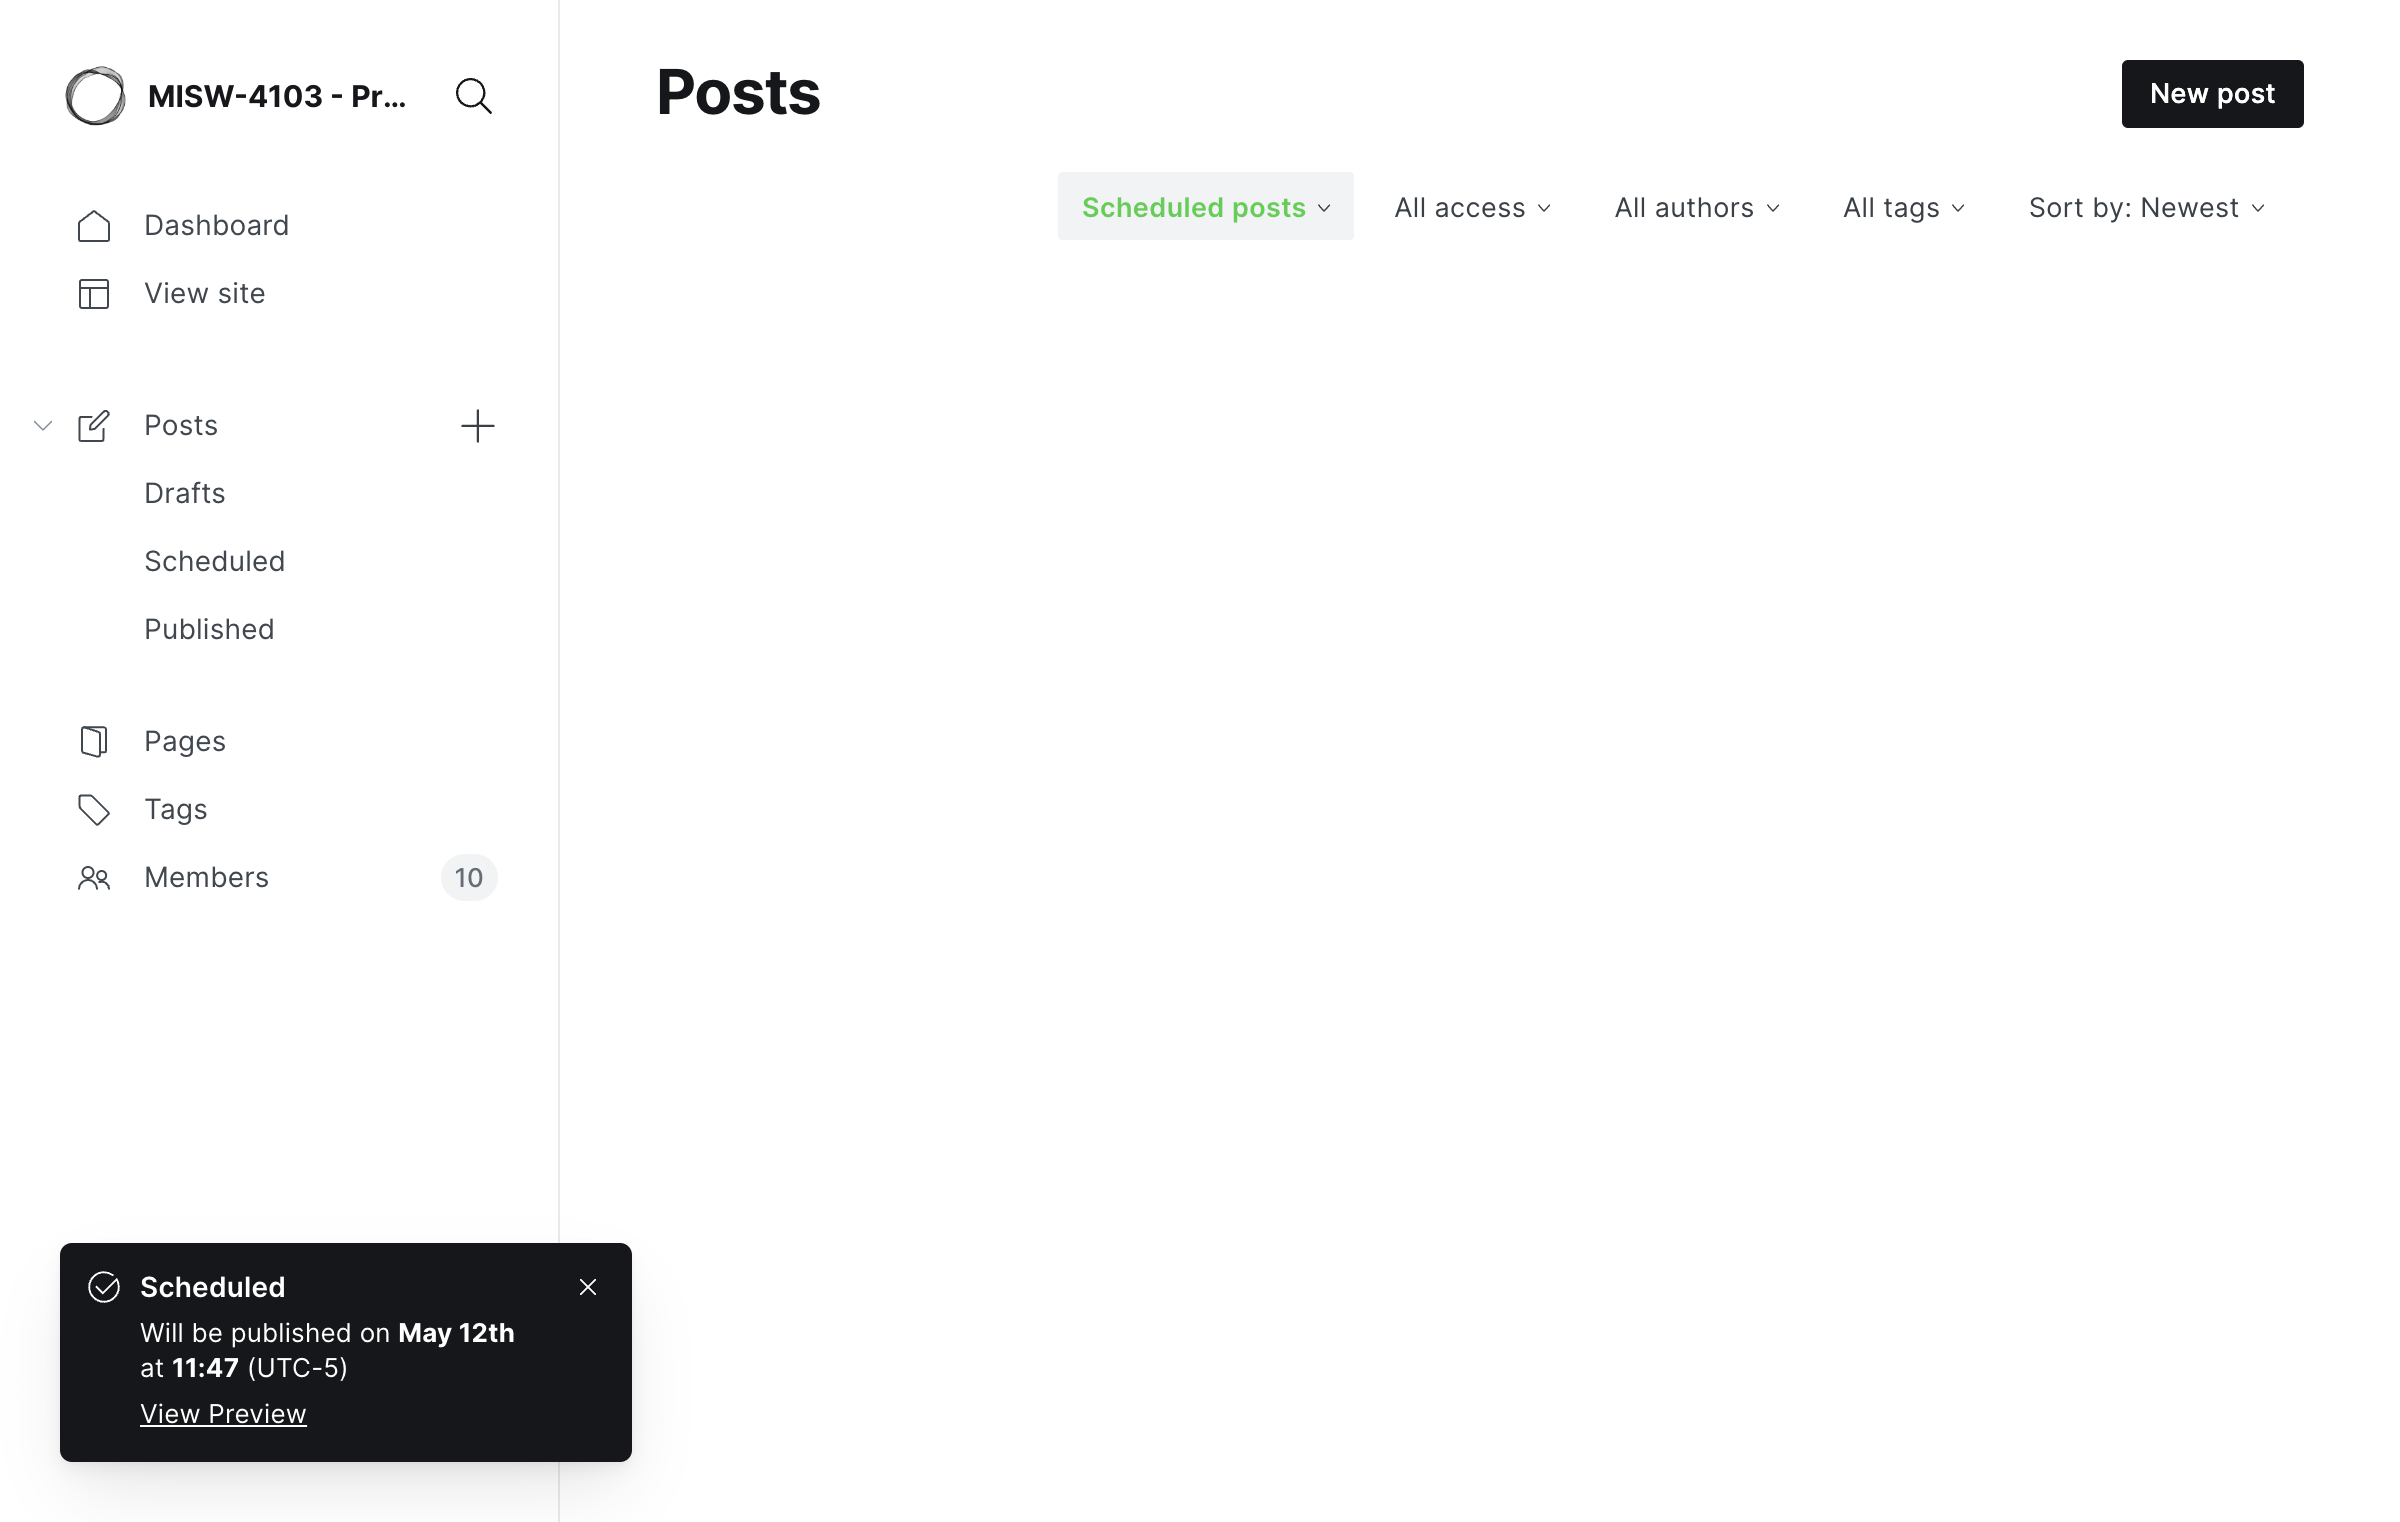 MISW-4103 - Pr...
Dashboard
View site
Posts
Drafts
Scheduled
Published
Pages
Tags
Members 10
Posts
New post
Scheduled posts All access All authors All tags Sort by: Newest
Scheduled
Will be published on May 12th
at 11:47 (UTC-5)
View Preview